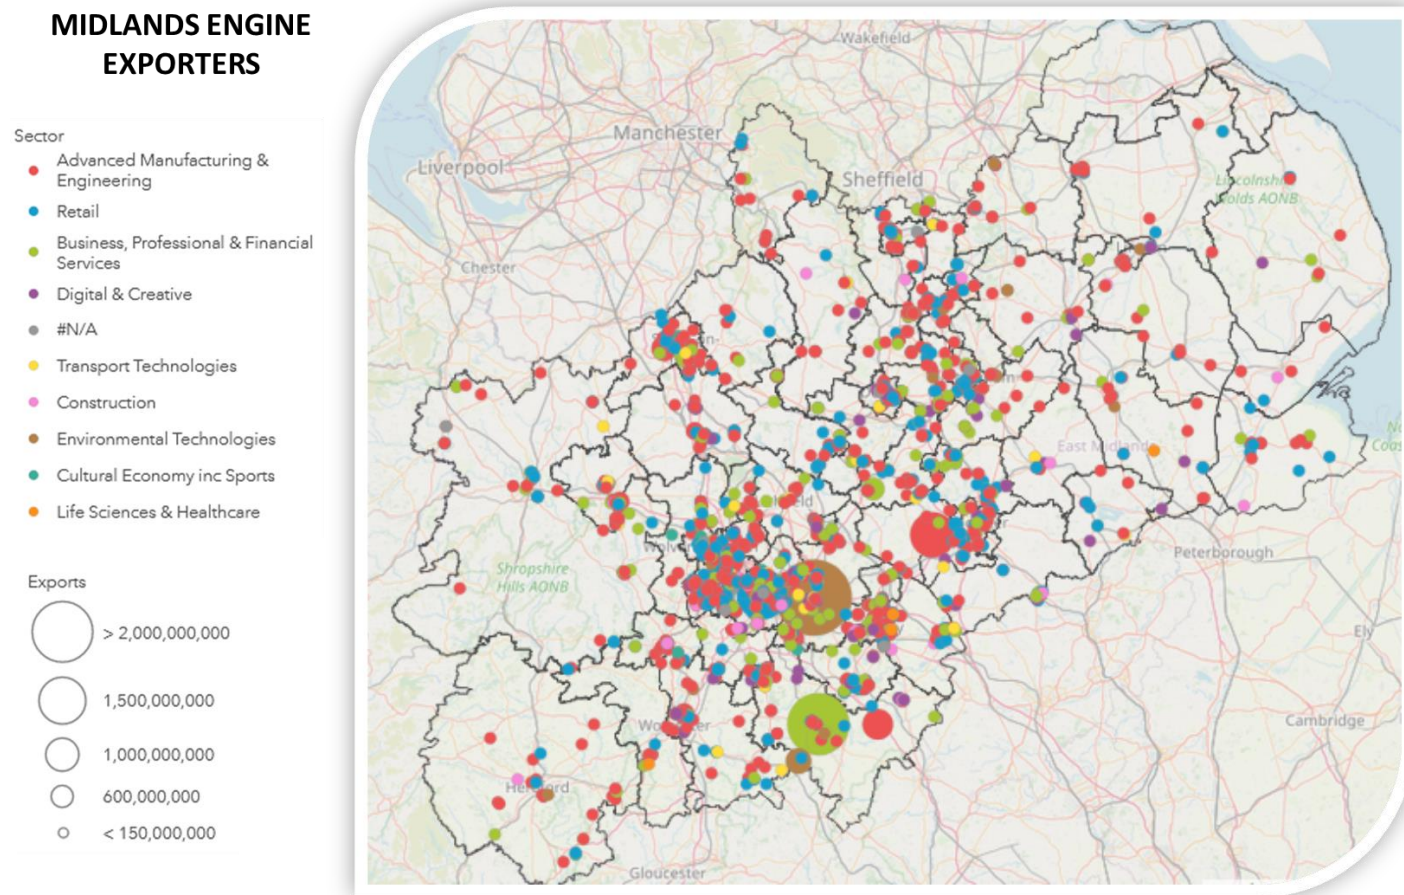 MIDLANDS ENGINE
EXPORTERS
Sector
Advanced Manufacturing &
Engineering
Retail
Business, Professional & Financial
Services
Digital & Creative
#N/A
Transport Technologies
Construction
Environmental Technologies
Cultural Economy inc Sports
Life Sciences & Healthcare
Exports
> 2,000,000,000
1,500,000,000
1,000,000,000
600,000,000
< 150,000,000
Wakefield
Manchester
Liverpool
Sheffield
Chester
East Midlands
Peterborough
Shropshire
Hills AONB
Ely
Cambridge
Gloucester